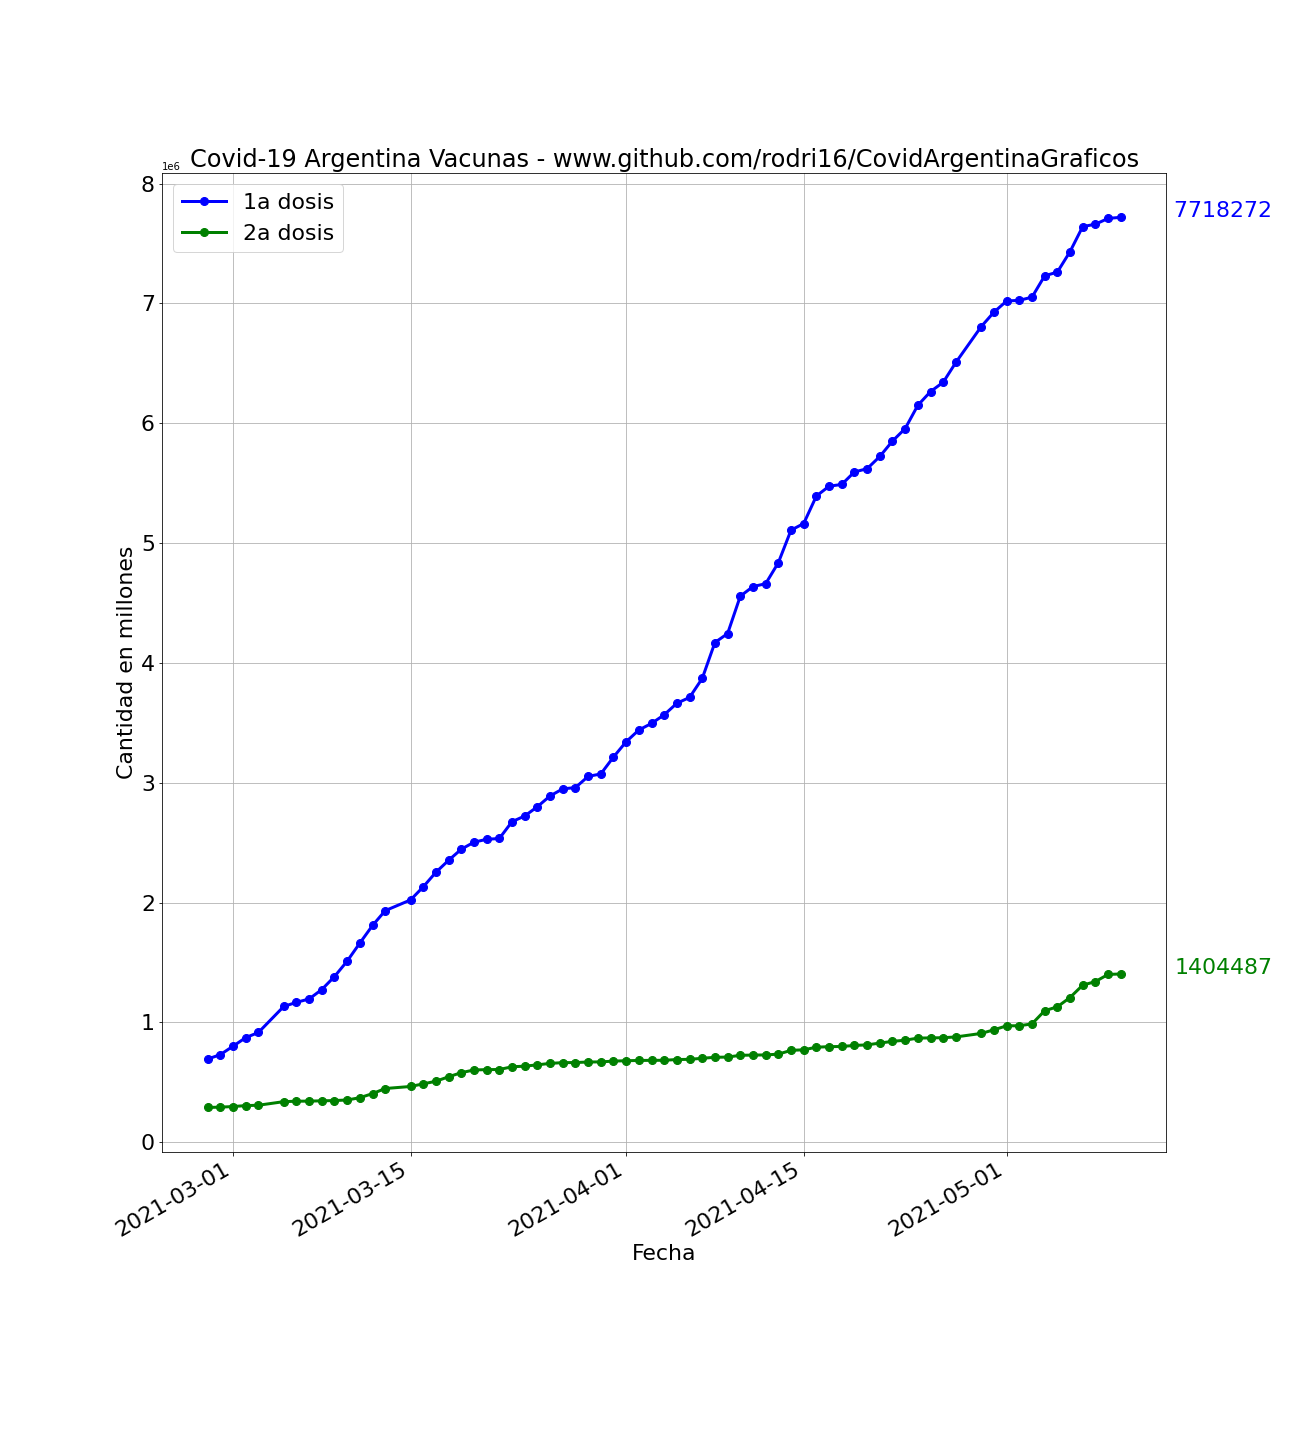 Covid-19 Argentina Vacunas - www.github.com/rodri16/CovidArgentinaGraficos
1e6
1a dosis
2a dosis
7718272
1404487
8
7
6
5
4
3
2
1
0
Cantidad en millones
2021-03-01
2021-03-15
2021-04-01
2021-04-15
2021-05-01
Fecha